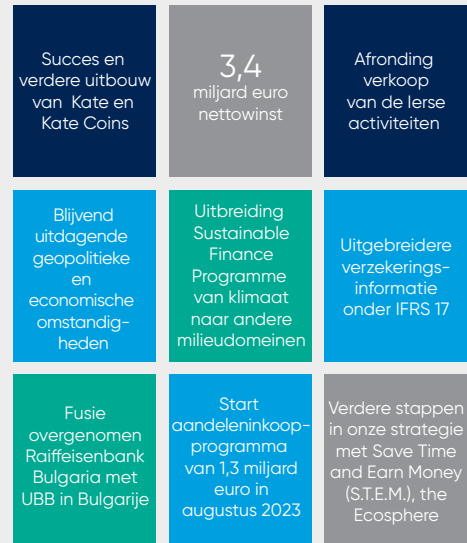 Succes en
verdere uitbouw
van Kate en
Kate Coins
3,4
miljard euro
nettowinst
Afronding
verkoop
van de Ierse
activiteiten
Blijvend
uitdagende
geopolitieke
en
economische
omstandig-
heden
Uitbreiding
Sustainable
Finance
Programme
van klimaat
naar andere
milieudomeinen
Uitgebreidere
verzekerings-
informatie
onder IFRS 17
Fusie
overgenomen
Raiffeisenbank
Bulgaria met
UBB in Bulgarije
Start
aandeleninkoop-
programma
van 1,3 miljard
euro in
augustus 2023
Verdere stappen
in onze strategie
met Save Time
and Earn Money
(S.T.E.M.), the
Ecosphere